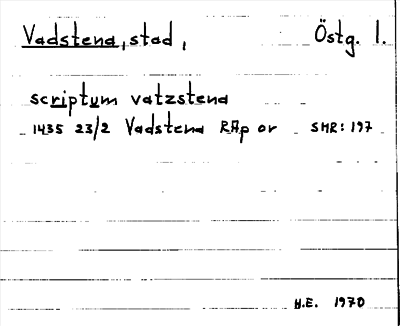 Vadstena, stad, Östg. l.
scriptum vatzstena
1435 23/2 Vadstena RAp or SMR: 197
H.E. 1970